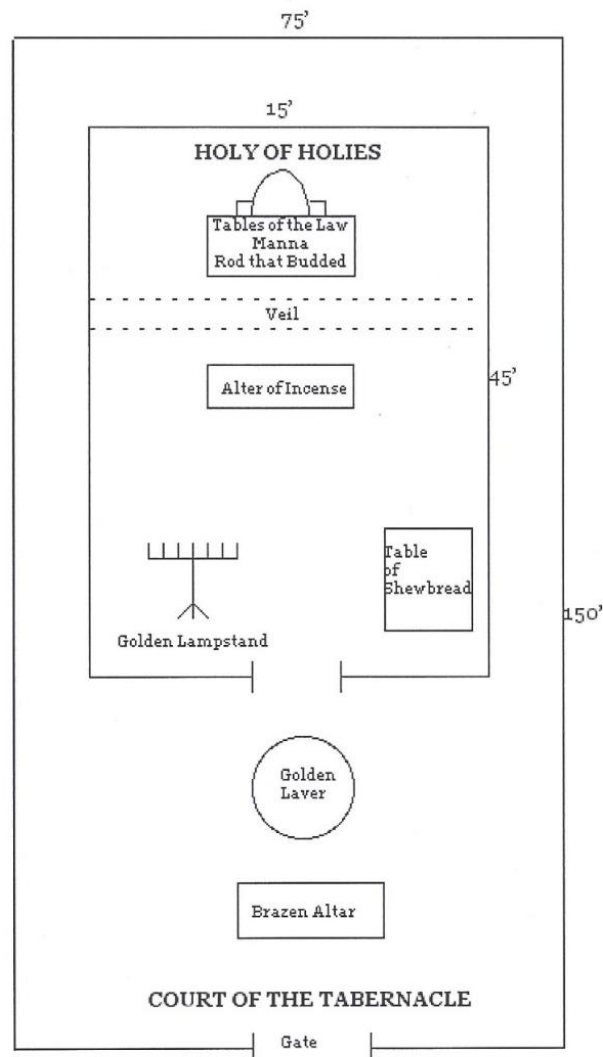 75'
15'
HOLY OF HOLIES
Tables of the Law
Manna
Rod that Budded
Veil
Alter of Incense
45'
Table
of
Shewbread
150'
Golden Lampstand
Golden
Laver
Brazen Altar
COURT OF THE TABERNACLE
Gate